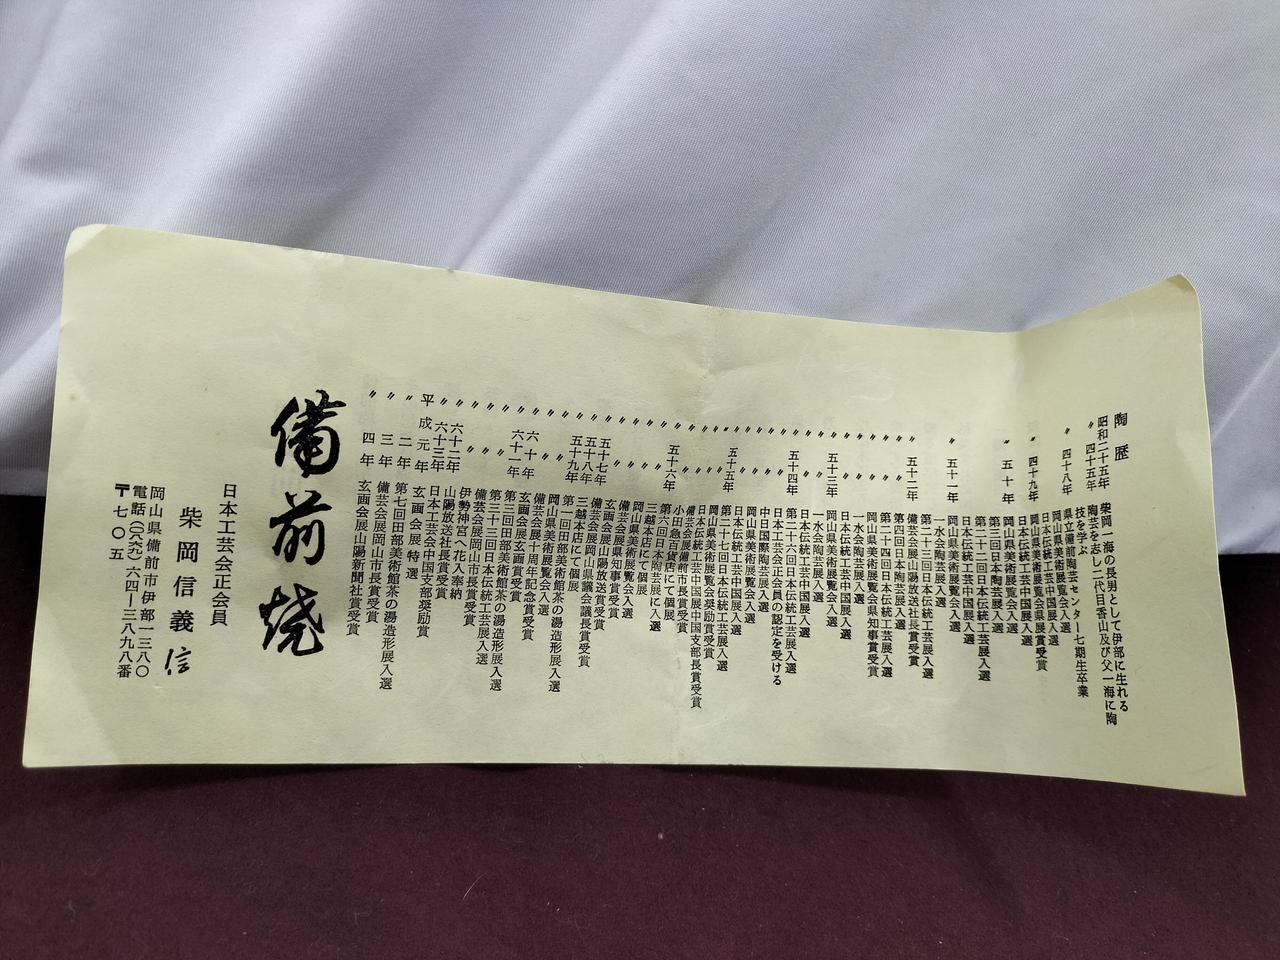 陶歴
昭和二十五年 柴岡一海の長男として伊部に生れる
〃 四十五年 陶芸を志し二代目香山及び父一海に陶
技を学ぶ
県立備前陶芸センター七期生卒業
〃 四十八年 岡山県美術展覧会入選
日本伝統工芸中国展入選
〃 四十九年 岡山県美術展覧会県展賞受賞
日本伝統工芸中国展入選
〃 五十年 岡山県美術展覧会入選
第三回日本陶芸展入選
第二十二回日本伝統工芸展入選
日本伝統工芸中国展入選
〃 五十一年 岡山県美術展覧会入選
一水会陶芸展入選
第二十三回日本伝統工芸展入選
〃 五十二年 備芸会展山陽放送社長賞受賞
〃 〃 第四回日本陶芸展入選
〃 〃 第二十四回日本伝統工芸展入選
〃 〃 岡山県美術展覧会県知事賞受賞
〃 〃 一水会陶芸展入選
〃 〃 日本伝統工芸中国展入選
〃 五十三年 岡山県美術展覧会入選
〃 〃 一水会陶芸展入選
〃 〃 日本伝統工芸中国展入選
〃 五十四年 第二十六回日本伝統工芸展入選
〃 〃 日本工芸会正会員の認定を受ける
〃 〃 中日国際陶芸展入選
〃 〃 岡山県美術展覧会入選
〃 〃 日本伝統工芸中国展入選
〃 五十五年 第二十七回日本伝統工芸展入選
〃 〃 岡山県美術展覧会奨励賞受賞
〃 〃 日本伝統工芸中国展中国支部長賞受賞
〃 〃 備芸会展備前市長賞受賞
〃 〃 小田急百貨店にて個展
〃 五十六年 第六回日本陶芸展に入選
〃 〃 三越本店にて個展
〃 〃 岡山県美術展覧会入選
〃 〃 備芸会展県知事賞受賞
〃 〃 玄画会展山陽放送賞受賞
〃 五十七年 備芸会展岡山県議会議長賞受賞
〃 五十八年 三越本店にて個展
〃 五十九年 第一回田部美術館茶の湯造形展入選
〃 〃 岡山県美術展覧会入選
〃 六十年 備芸会展十周年記念賞受賞
〃 〃 玄画会展玄画賞受賞
〃 六十一年 第三回田部美術館茶の湯造形展入選
〃 〃 第三十三回日本伝統工芸展入選
〃 〃 備芸会展岡山市長賞受賞
〃 〃 伊勢神宮へ花入奉納
〃 六十二年 山陽放送社長賞受賞
〃 六十三年 日本工芸会中国支部奨励賞
平成元年 玄画会展 特選
〃 二年 第七回田部美術館茶の湯造形展入選
〃 三年 備芸会展岡山市長賞受賞
〃 四年 玄画会展山陽新聞社賞受賞
備前焼
日本工芸会正会員
柴岡信義 信
岡山県備前市伊部一三八〇
電話(〇八六九)六四ー三九九八番
〒七〇五